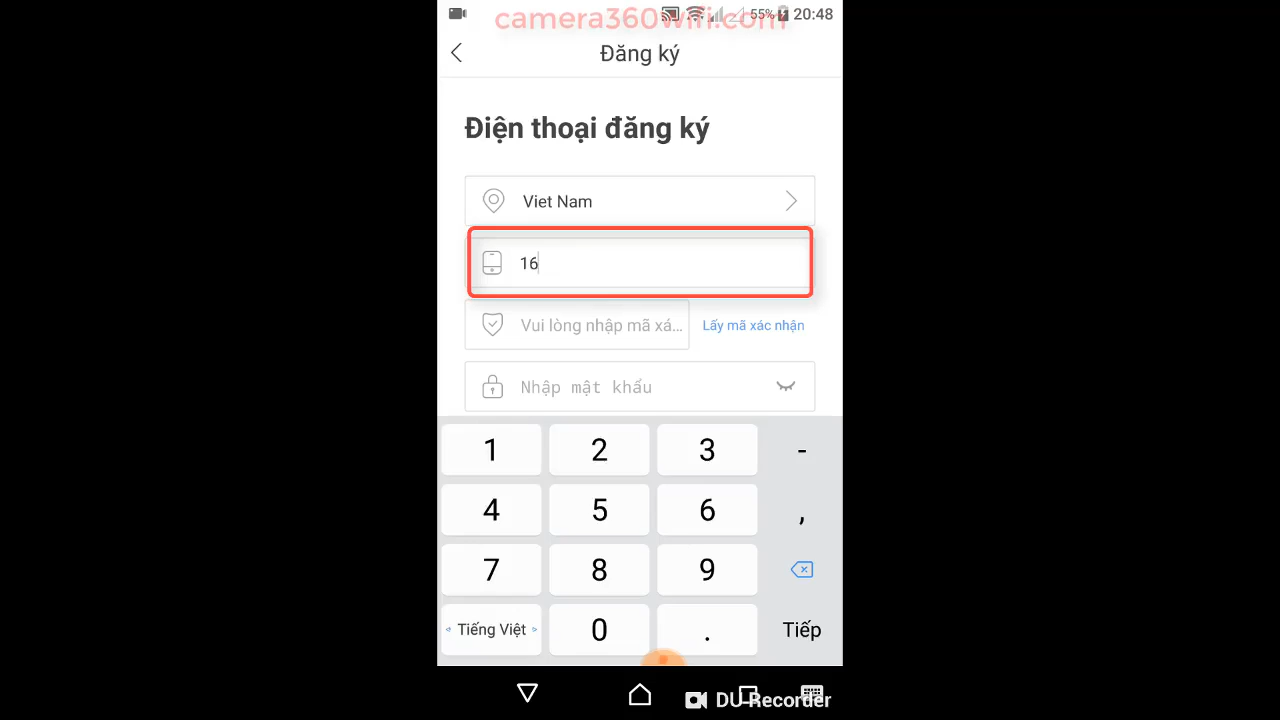 camera360wifi.com
55% 20:48
Đăng ký
Điện thoại đăng ký
Viet Nam
16
Vui lòng nhập mã xá... Lấy mã xác nhận
Nhập mật khẩu
1 2 3 -
4 5 6 ,
7 8 9
Tiếng Việt 0 . Tiếp
DU Recorder